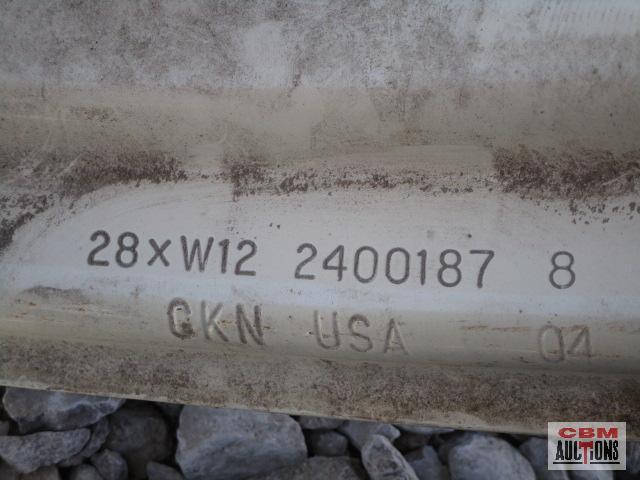 28xW12 2400187 8
GKN USA 04
CBM
AUCTIONS